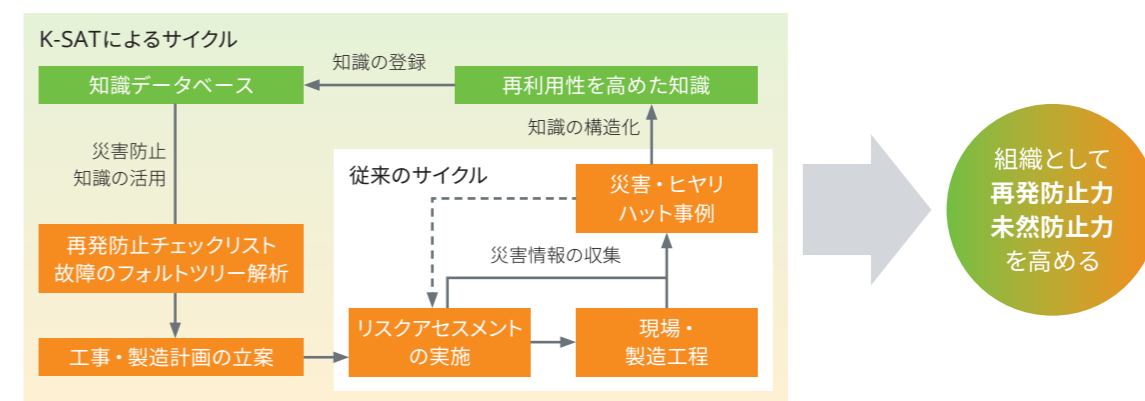 K-SATによるサイクル
知識の登録
知識データベース
再利用性を高めた知識
知識の構造化
災害防止
知識の活用
従来のサイクル
災害・ヒヤリ
ハット事例
再発防止チェックリスト
故障のフォルトツリー解析
災害情報の収集
工事・製造計画の立案
リスクアセスメント
の実施
現場・
製造工程
組織として
再発防止力
未然防止力
を高める